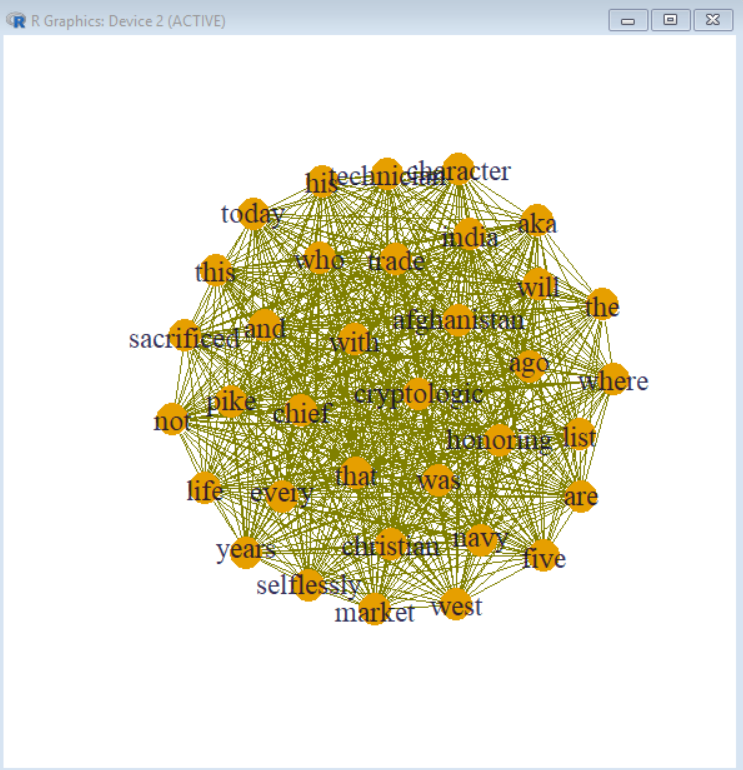 R Graphics: Device 2 (ACTIVE)
character
technician
his
today
aka
india
who
trade
this
will
the
afghanistan
and
sacrificed
with
ago
where
cryptologic
pike
chief
not
list
honoring
that
was
life
every
are
navy
christian
years
five
selflessly
west
market